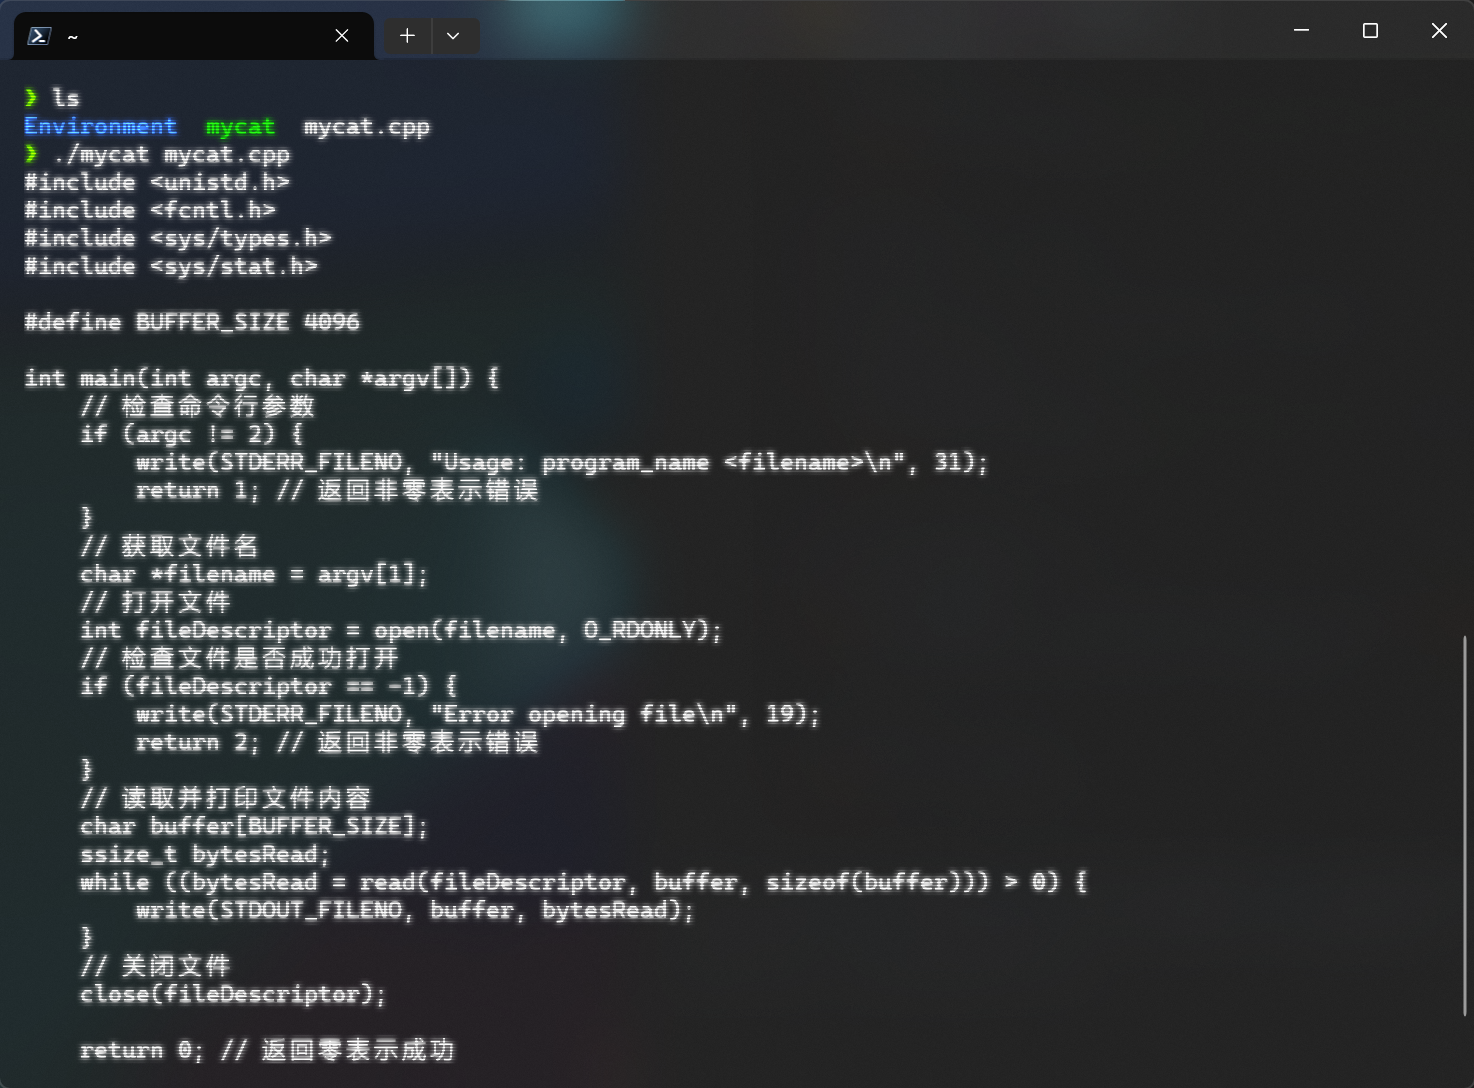 ~
❯ ls
Environment  mycat  mycat.cpp
❯ ./mycat mycat.cpp
#include <unistd.h>
#include <fcntl.h>
#include <sys/types.h>
#include <sys/stat.h>

#define BUFFER_SIZE 4096

int main(int argc, char *argv[]) {
    // 检查命令行参数
    if (argc != 2) {
        write(STDERR_FILENO, "Usage: program_name <filename>\n", 31);
        return 1; // 返回非零表示错误
    }
    // 获取文件名
    char *filename = argv[1];
    // 打开文件
    int fileDescriptor = open(filename, O_RDONLY);
    // 检查文件是否成功打开
    if (fileDescriptor == -1) {
        write(STDERR_FILENO, "Error opening file\n", 19);
        return 2; // 返回非零表示错误
    }
    // 读取并打印文件内容
    char buffer[BUFFER_SIZE];
    ssize_t bytesRead;
    while ((bytesRead = read(fileDescriptor, buffer, sizeof(buffer))) > 0) {
        write(STDOUT_FILENO, buffer, bytesRead);
    }
    // 关闭文件
    close(fileDescriptor);

    return 0; // 返回零表示成功